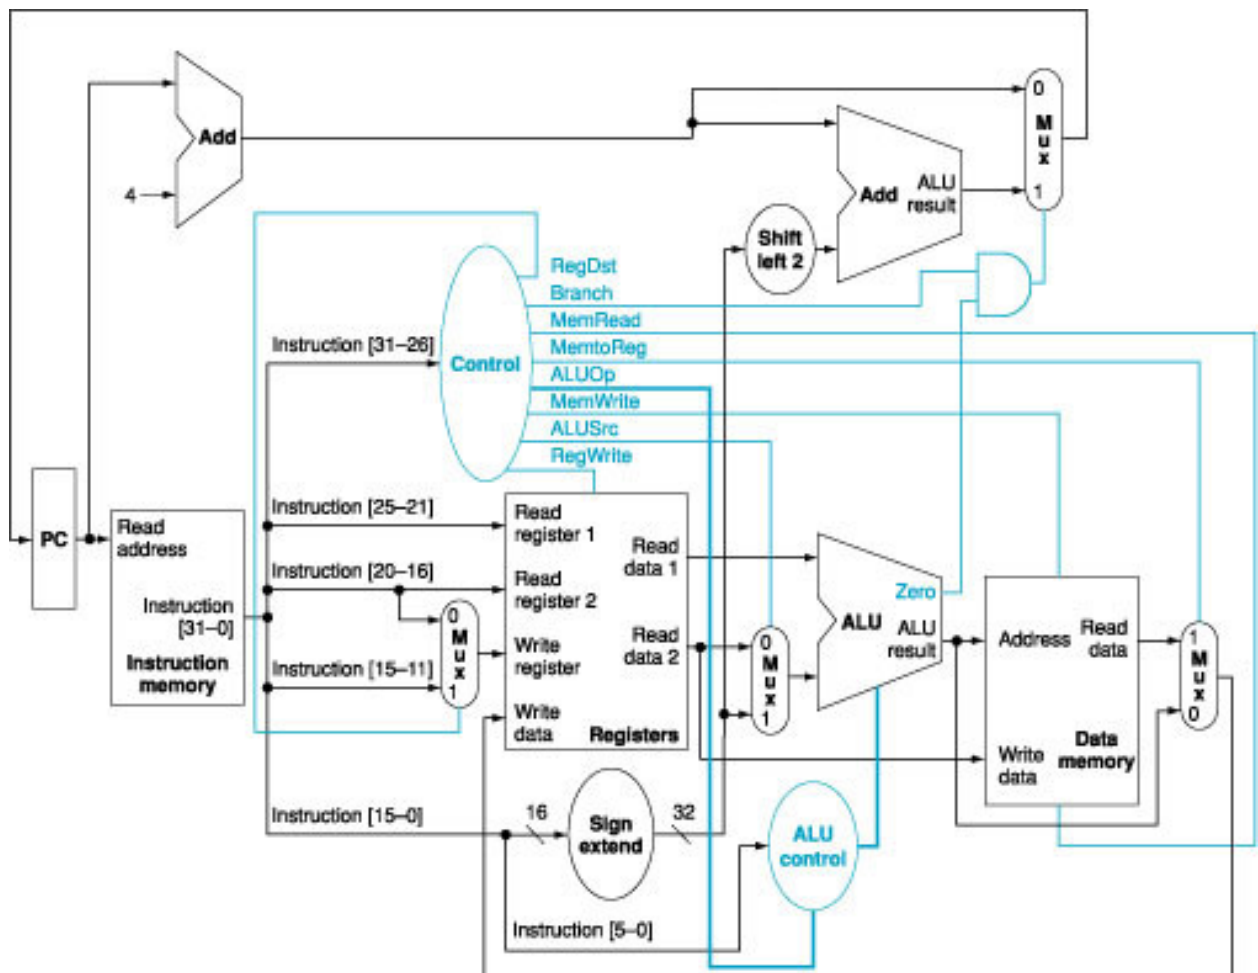 0
M
u
x
1
Add
4
Add
ALU
result
Shift
left 2
RegDst
Branch
MemRead
MemtoReg
ALUOp
MemWrite
ALUSrc
RegWrite
Control
Instruction [31–26]
Instruction [25–21]
Instruction [20–16]
Instruction [15–11]
Instruction [15–0]
Instruction [5–0]
PC
Read
address
Instruction
[31–0]
Instruction
memory
0
M
u
x
1
Read
register 1
Read
register 2
Write
register
Write
data
Read
data 1
Read
data 2
Registers
0
M
u
x
1
Zero
ALU
ALU
result
Address
Read
data
Write
data
Data
memory
1
M
u
x
0
16
Sign
extend
32
ALU
control